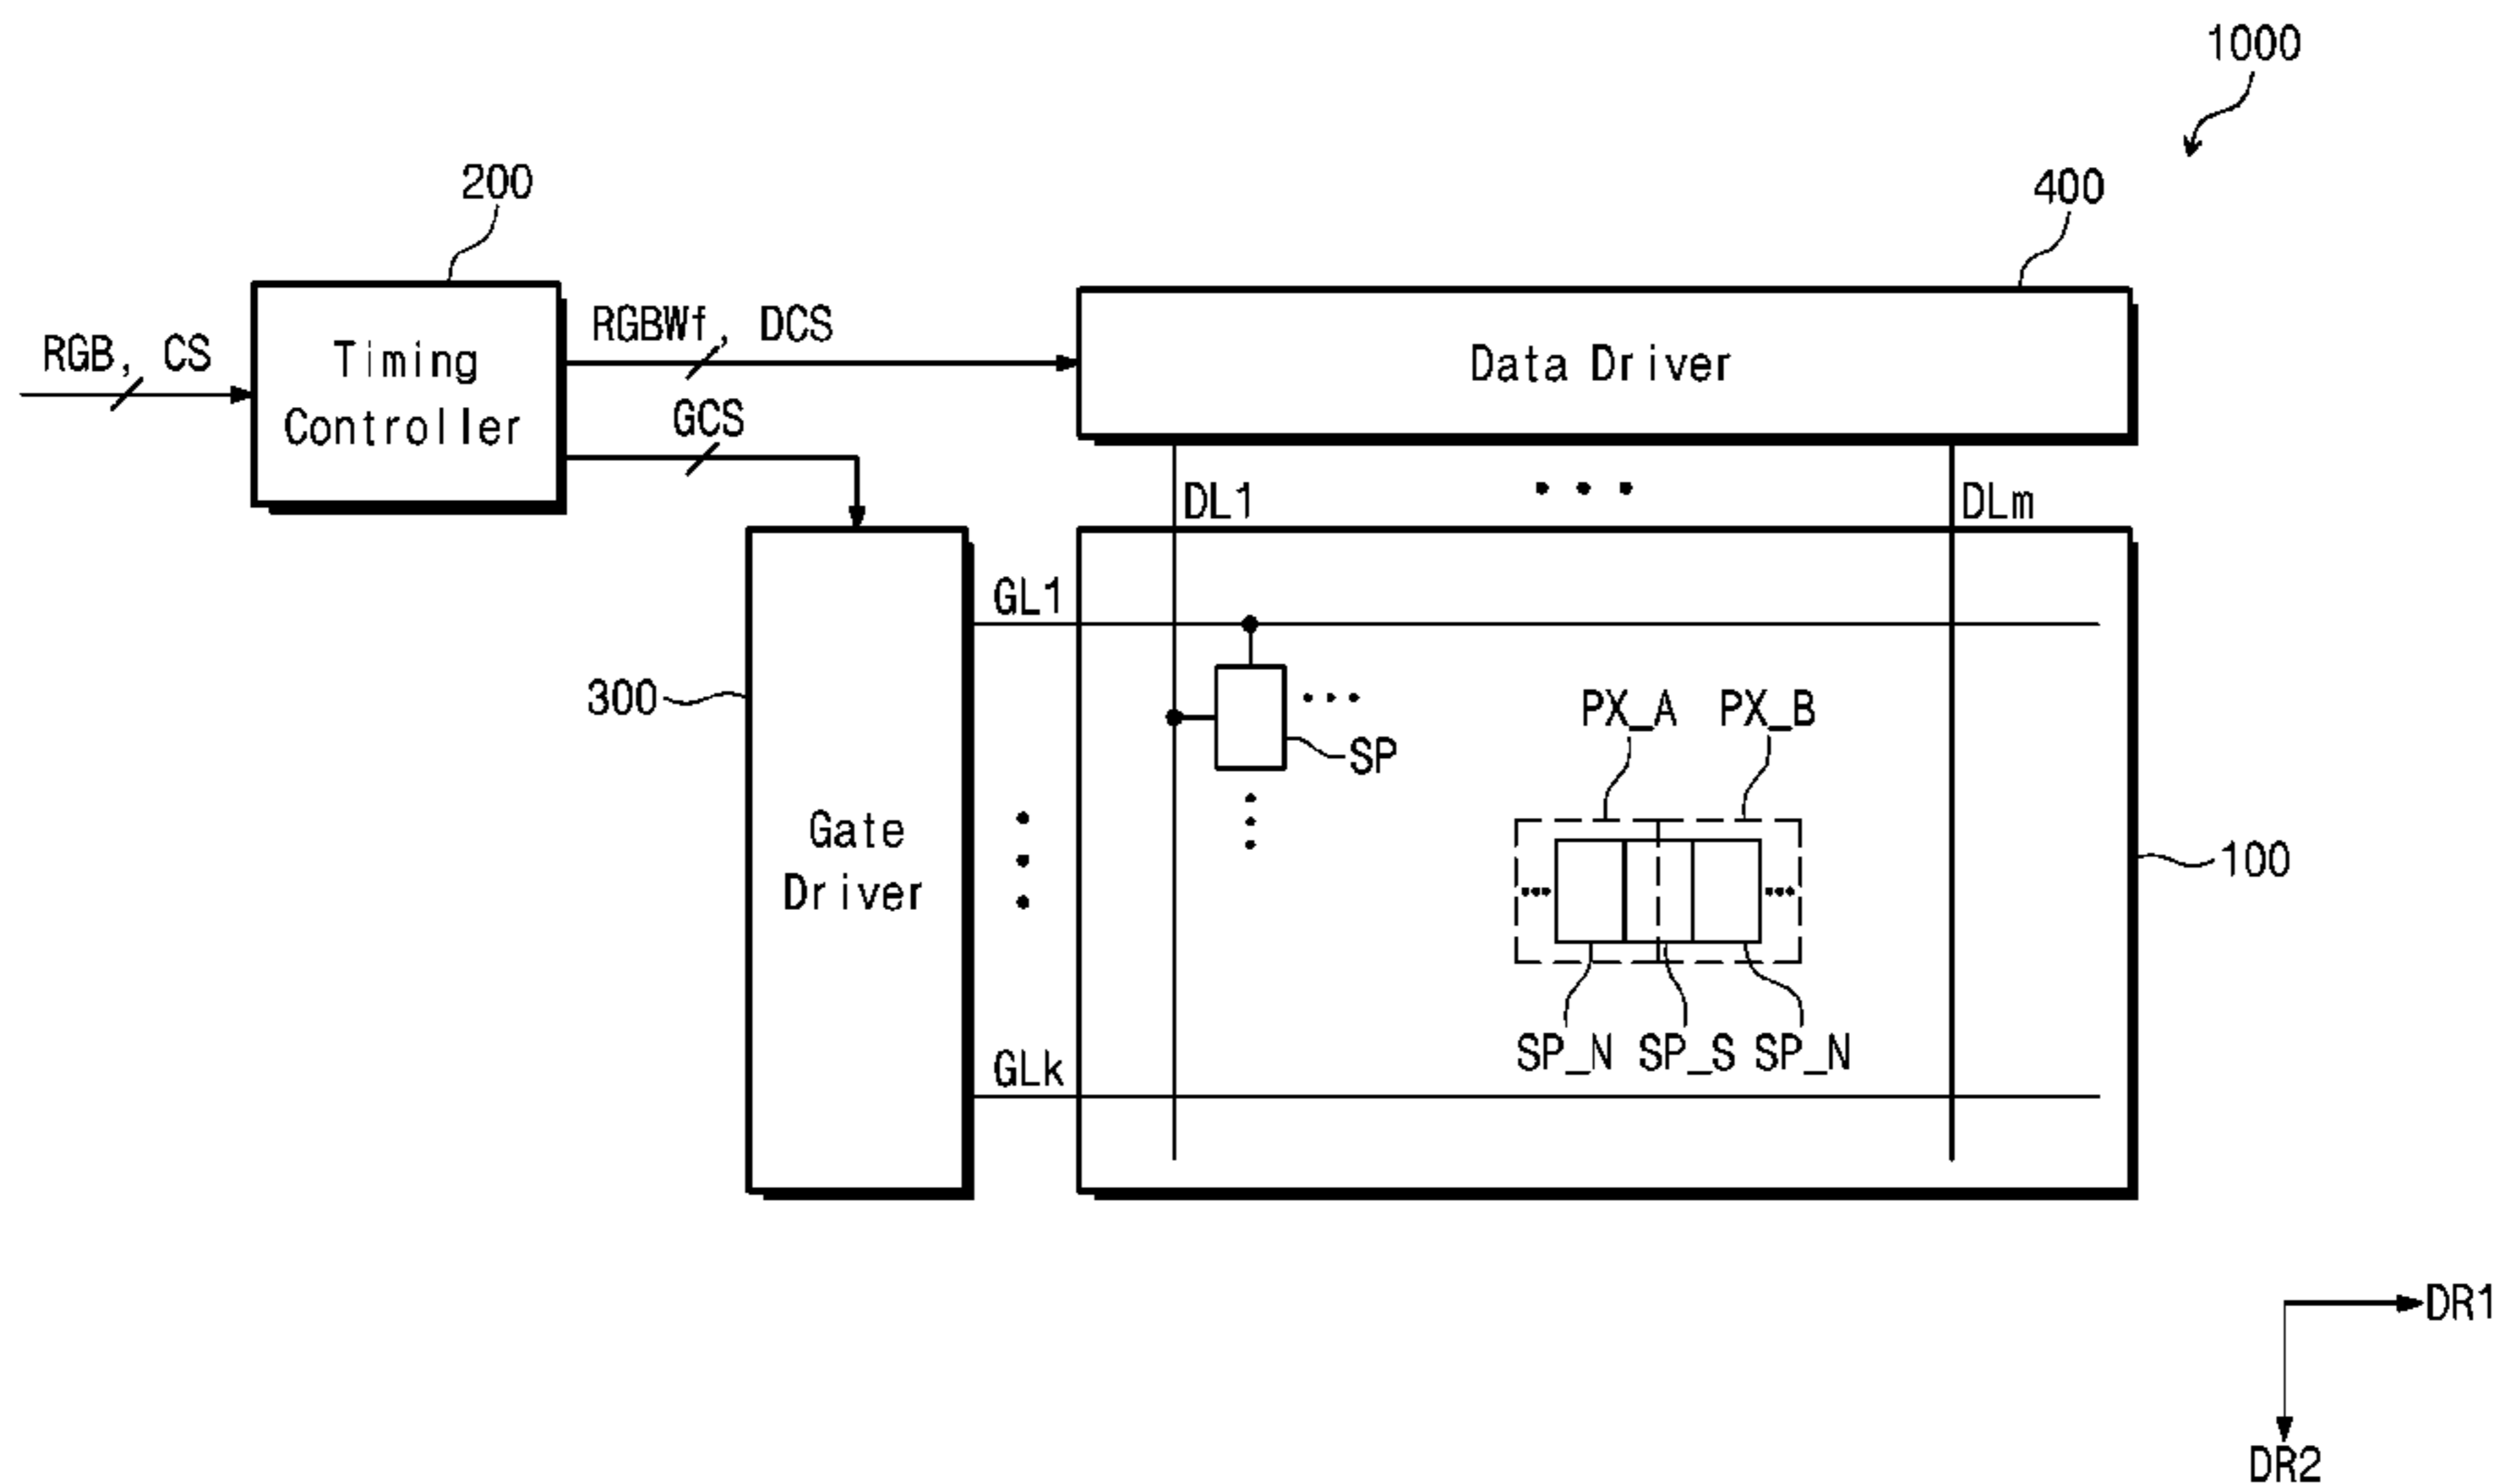 1000
200
400
RGB, CS
Timing
Controller
RGBWf, DCS
GCS
Data Driver
DL1
DLm
GL1
300
SP
PX_A PX_B
Gate
Driver
100
SP_N SP_S SP_N
GLk
DR1
DR2